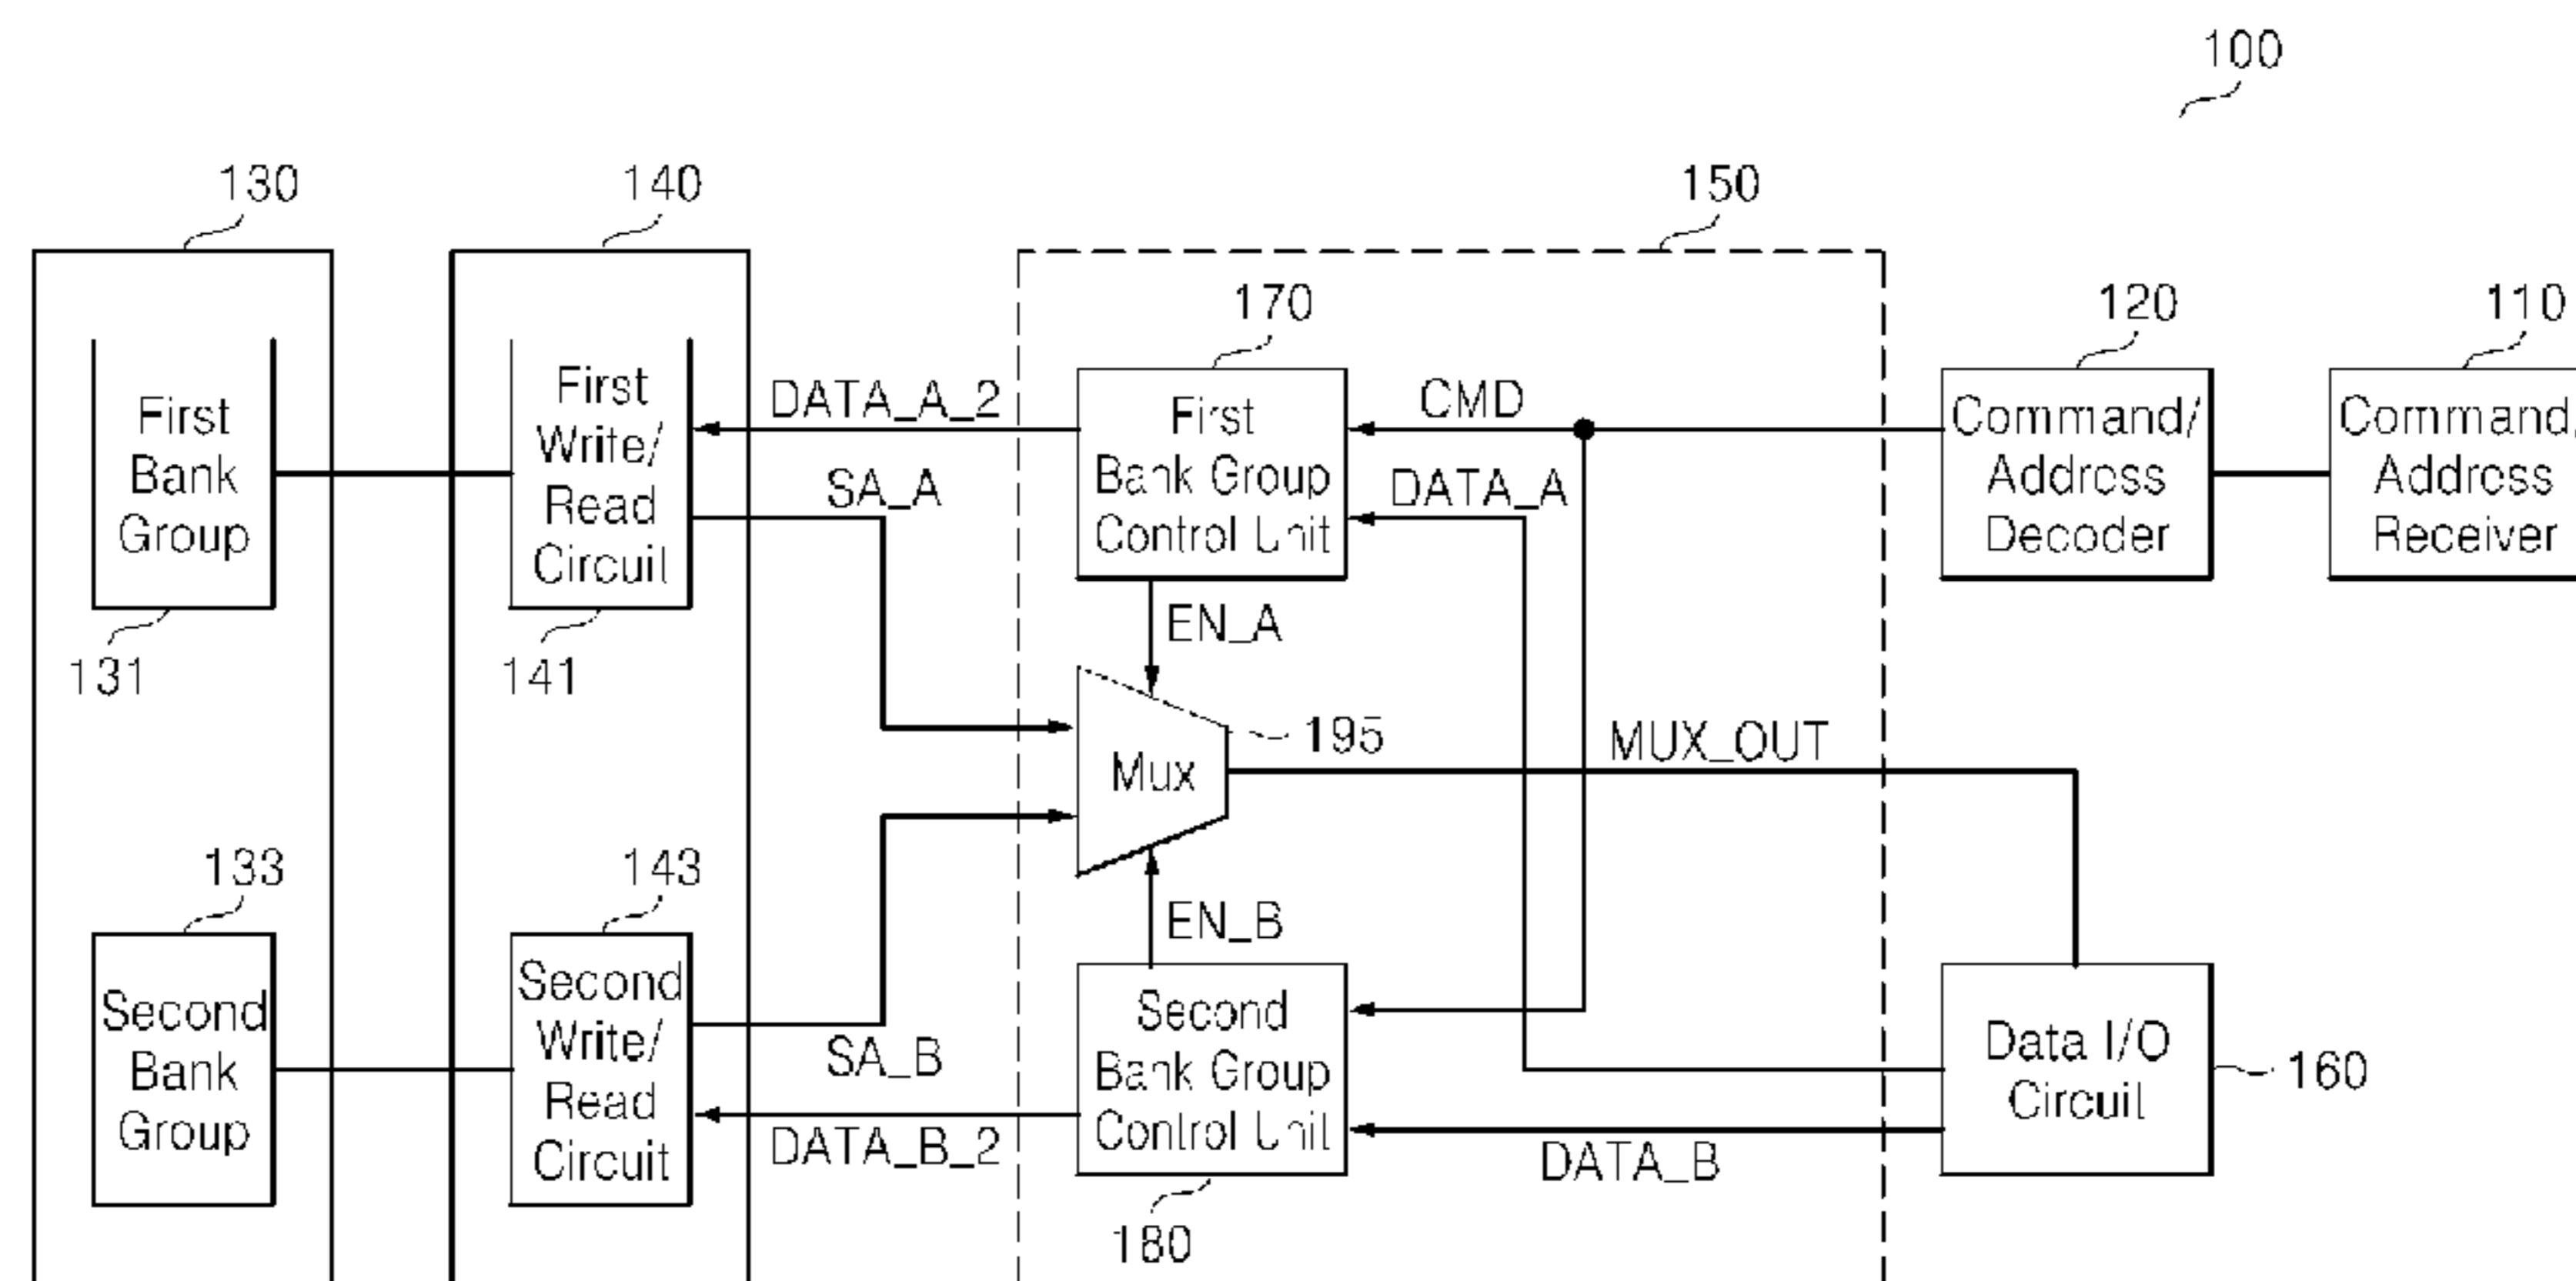 100
130
140
150
170
120
110
First
Bank
Group
131
First
Write/
Read
Circuit
141
DATA_A_2
SA_A
First
Bank Group
Control Unit
CMD
DATA_A
Command/
Address
Decoder
Command/
Address
Receiver
EN_A
Mux
195
MUX_OUT
EN_B
133
143
Second
Bank
Group
Second
Write/
Read
Circuit
SA_B
DATA_B_2
Second
Bank Group
Control Unit
180
DATA_B
Data I/O
Circuit
160